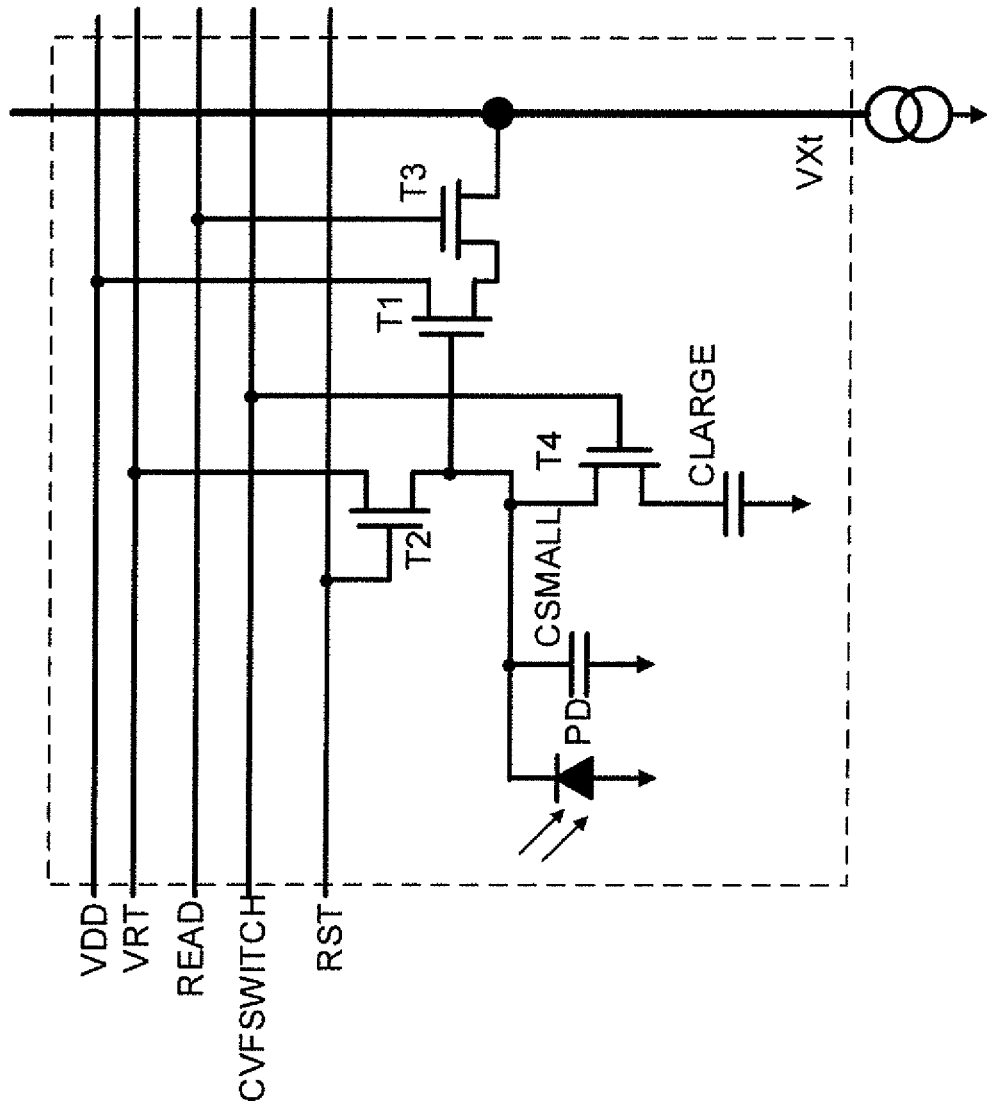 VDD
VRT
READ
CVFSWITCH
RST
T3
T1
T2
T4
CSMALL
PD
CLARGE
VXt